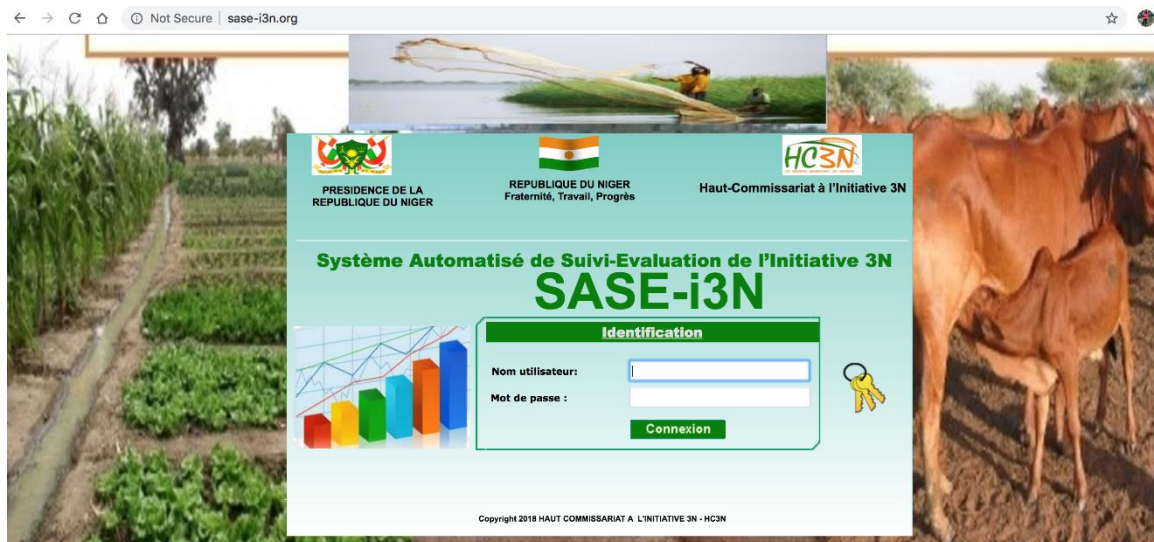 Not Secure | sase-i3n.org
HC3N
PRESIDENCE DE LA
REPUBLIQUE DU NIGER
REPUBLIQUE DU NIGER
Fraternité, Travail, Progrès
Haut-Commissariat à l'Initiative 3N
Système Automatisé de Suivi-Evaluation de l'Initiative 3N
SASE-i3N
Identification
Nom utilisateur:
Mot de passe :
Connexion
Copyright 2018 HAUT COMMISSARIAT A L'INITIATIVE 3N - HC3N